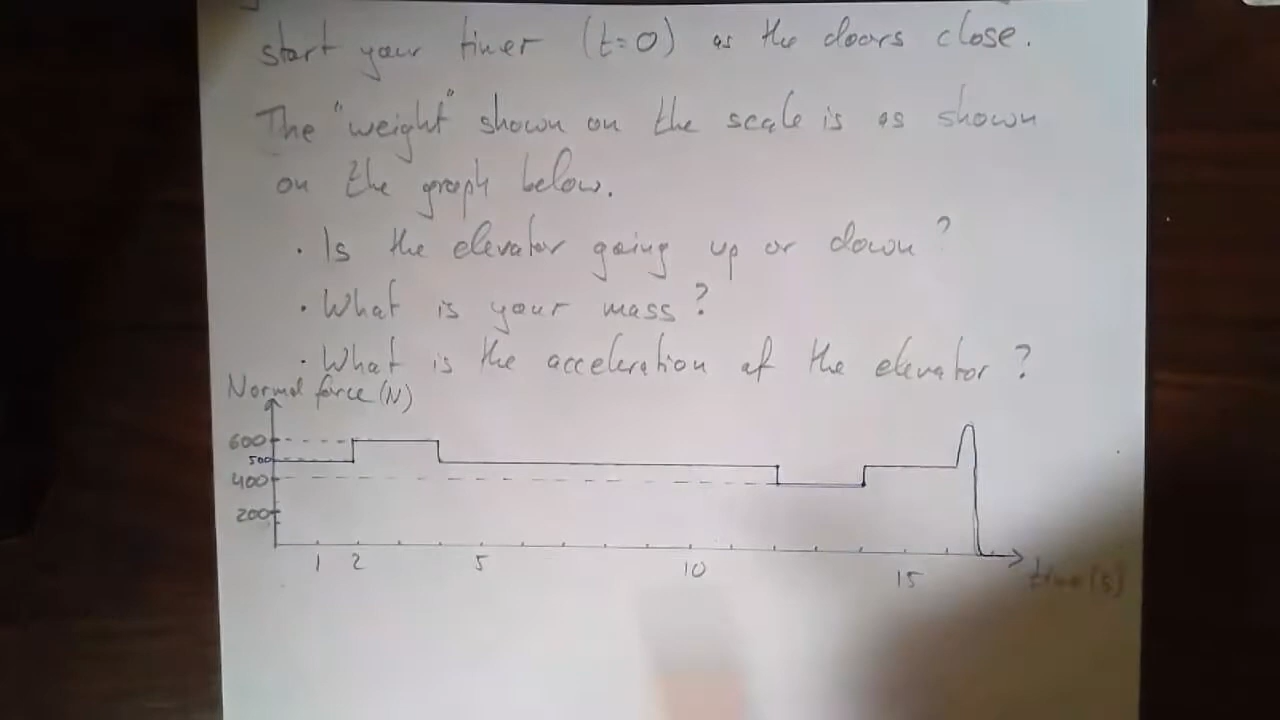 start your timer (t=0) as the doors close.
The "weight" shown on the scale is as shown
on the graph below.
· Is the elevator going up or down?
· What is your mass?
· What is the acceleration of the elevator?
Normal force (N)
600
500
400
200
1 2 5 10 15
time (s)